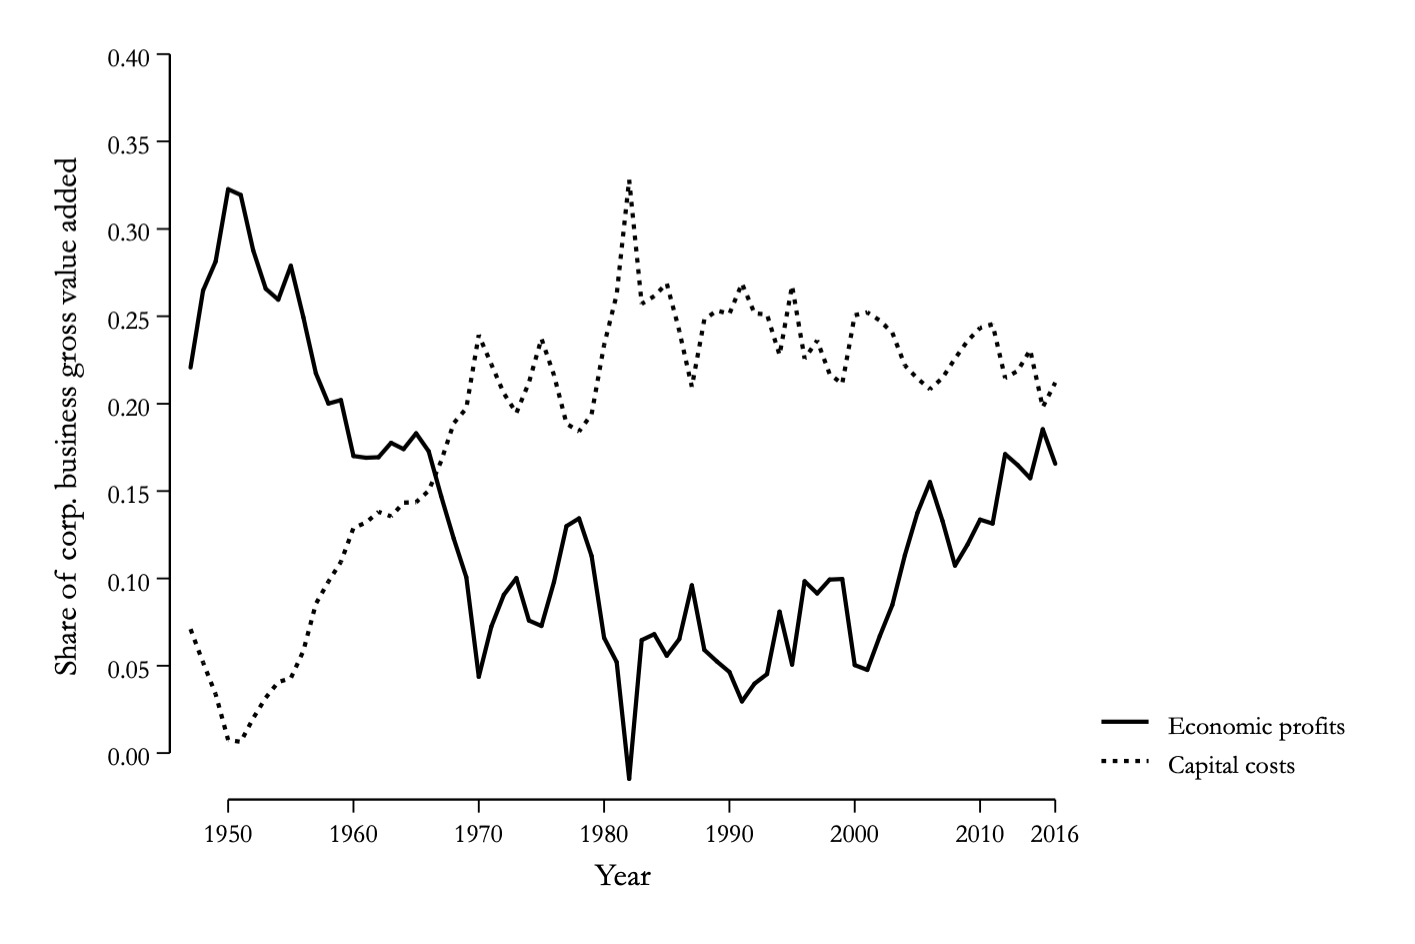 0.40
0.35
0.30
0.25
0.20
0.15
0.10
0.05
0.00
Share of corp. business gross value added
1950 1960 1970 1980 1990 2000 2010 2016
Year
Economic profits
Capital costs